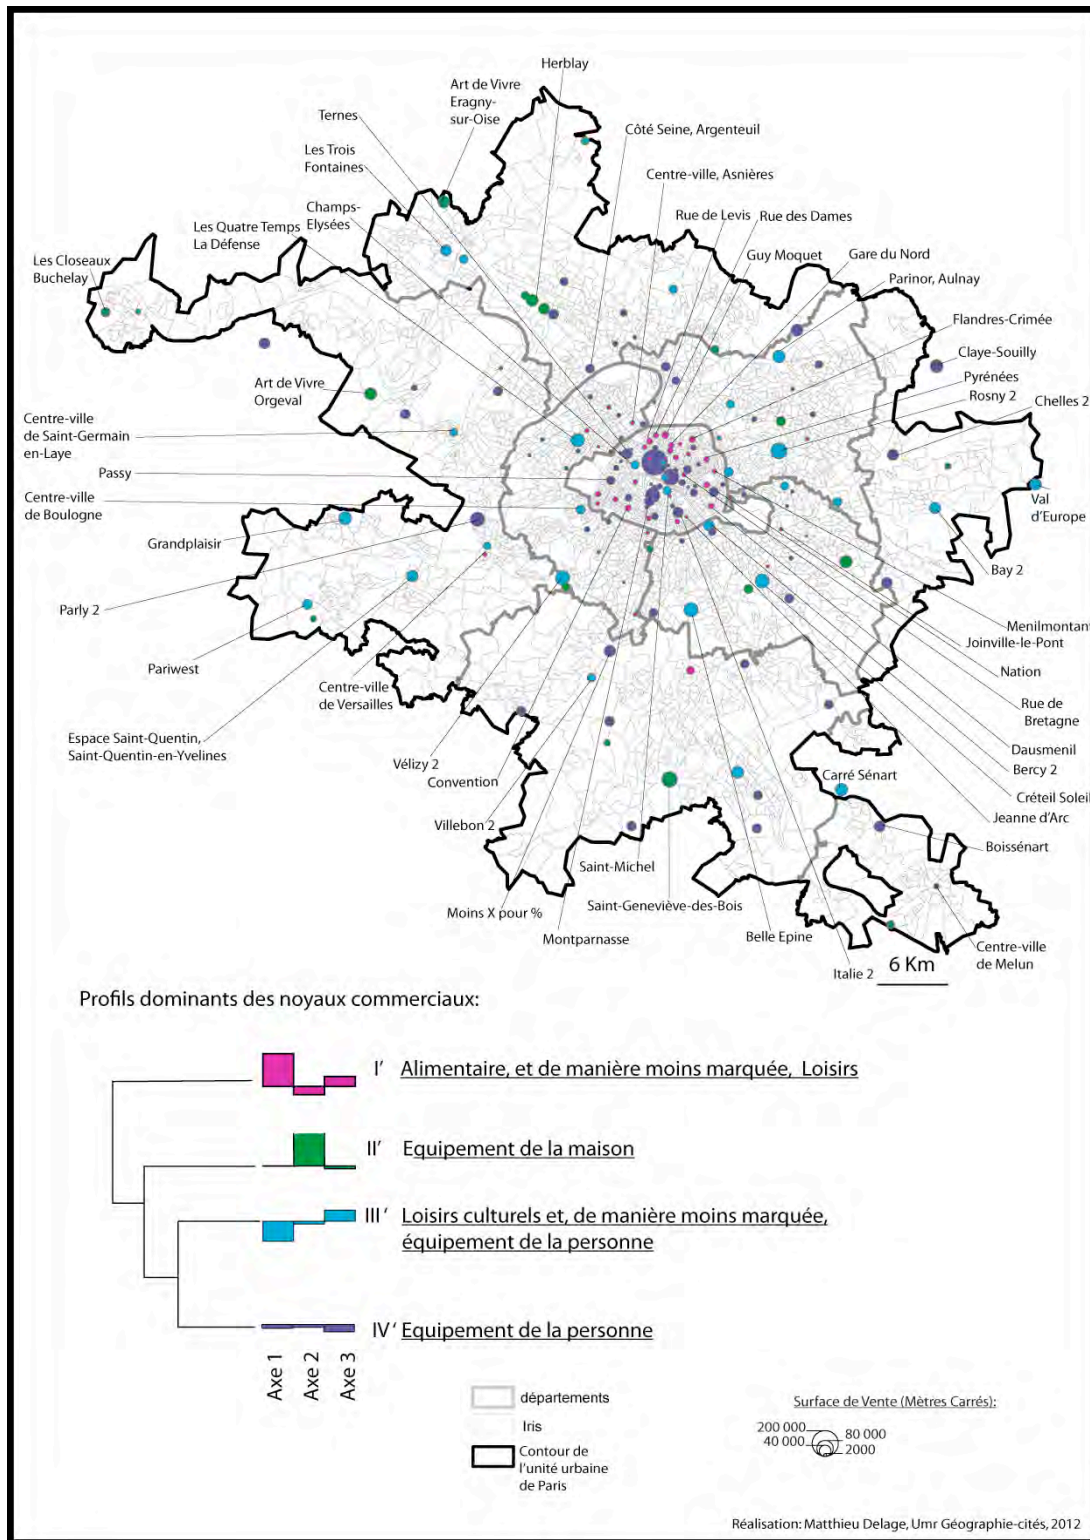 Herblay
Art de Vivre
Eragny-
sur-Oise
Ternes
Côté Seine, Argenteuil
Les Trois
Fontaines
Centre-ville, Asnières
Champs-
Elysées
Rue de Levis
Rue des Dames
Les Quatre Temps
La Défense
Guy Moquet
Gare du Nord
Les Closeaux
Buchelay
Parinor, Aulnay
Flandres-Crimée
Claye-Souilly
Pyrénées
Art de Vivre
Orgeval
Rosny 2
Chelles 2
Centre-ville
de Saint-Germain
en-Laye
Passy
Centre-ville
de Boulogne
Val
d'Europe
Grandplaisir
Bay 2
Parly 2
Menilmontant
Joinville-le-Pont
Pariwest
Nation
Centre-ville
de Versailles
Rue de
Bretagne
Espace Saint-Quentin,
Saint-Quentin-en-Yvelines
Dausmenil
Vélizy 2
Bercy 2
Convention
Carré Sénart
Créteil Soleil
Villebon 2
Jeanne d'Arc
Boissénart
Saint-Michel
Moins X pour %
Saint-Geneviève-des-Bois
Montparnasse
Belle Epine
Italie 2
Centre-ville
de Melun
6 Km
Profils dominants des noyaux commerciaux:
I' Alimentaire, et de manière moins marquée, Loisirs
II' Equipement de la maison
III ' Loisirs culturels et, de manière moins marquée,
équipement de la personne
IV ' Equipement de la personne
Axe 1
Axe 2
Axe 3
départements
Iris
Contour de
l'unité urbaine
de Paris
Surface de Vente (Mètres Carrés):
200 000
80 000
40 000
2000
Réalisation: Matthieu Delage, Umr Géographie-cités, 2012